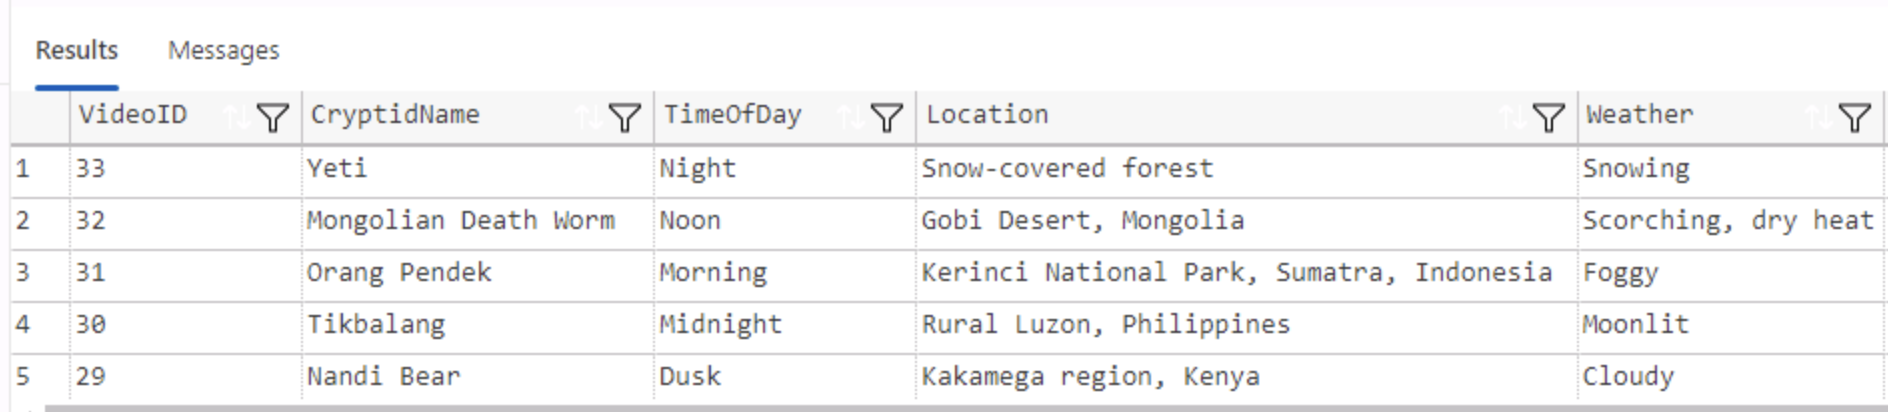 Results Messages
VideoID CryptidName TimeOfDay Location Weather
1 33 Yeti Night Snow-covered forest Snowing
2 32 Mongolian Death Worm Noon Gobi Desert, Mongolia Scorching, dry heat
3 31 Orang Pendek Morning Kerinci National Park, Sumatra, Indonesia Foggy
4 30 Tikbalang Midnight Rural Luzon, Philippines Moonlit
5 29 Nandi Bear Dusk Kakamega region, Kenya Cloudy